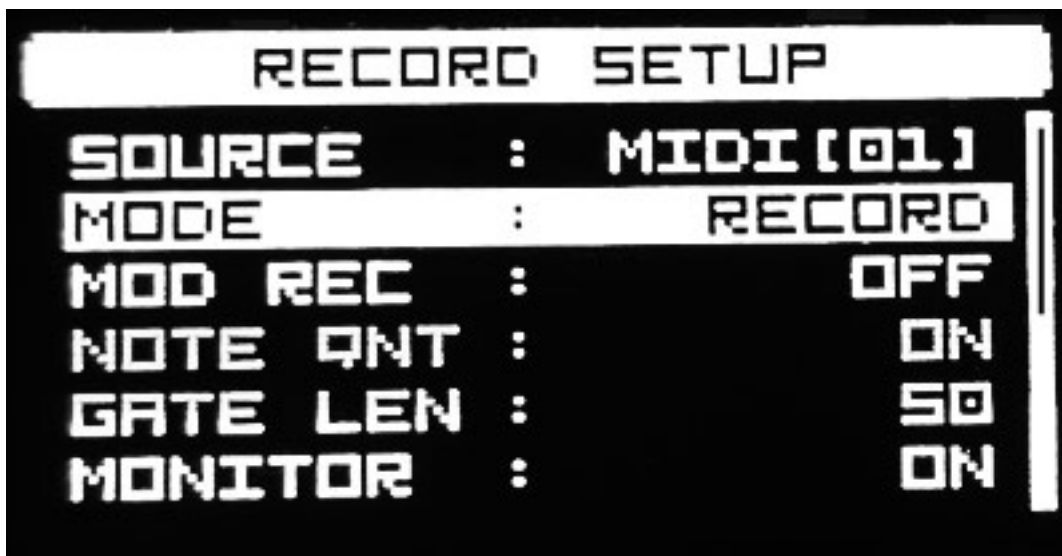 RECORD SETUP
SOURCE : MIDI[01]
MODE : RECORD
MOD REC : OFF
NOTE QNT : ON
GATE LEN : 50
MONITOR : ON